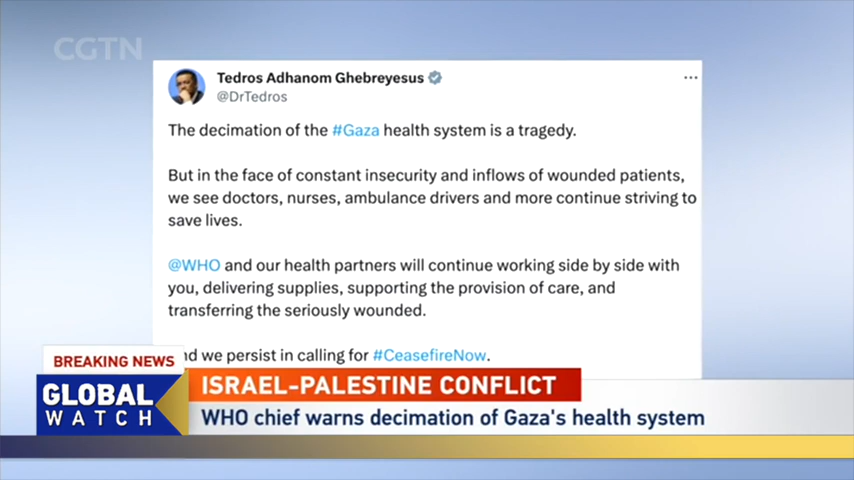 CGTN
Tedros Adhanom Ghebreyesus
@DrTedros
The decimation of the #Gaza health system is a tragedy.
But in the face of constant insecurity and inflows of wounded patients,
we see doctors, nurses, ambulance drivers and more continue striving to
save lives.
@WHO and our health partners will continue working side by side with
you, delivering supplies, supporting the provision of care, and
transferring the seriously wounded.
nd we persist in calling for #CeasefireNow.
BREAKING NEWS
GLOBAL
WATCH
ISRAEL-PALESTINE CONFLICT
WHO chief warns decimation of Gaza's health system